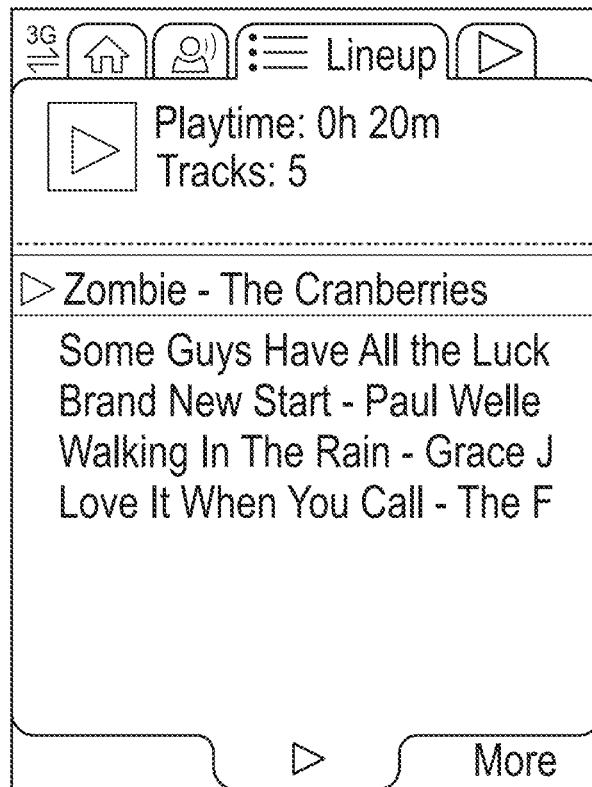 3G
Lineup
Playtime: 0h 20m
Tracks: 5
Zombie - The Cranberries
Some Guys Have All the Luck
Brand New Start - Paul Welle
Walking In The Rain - Grace J
Love It When You Call - The F
More